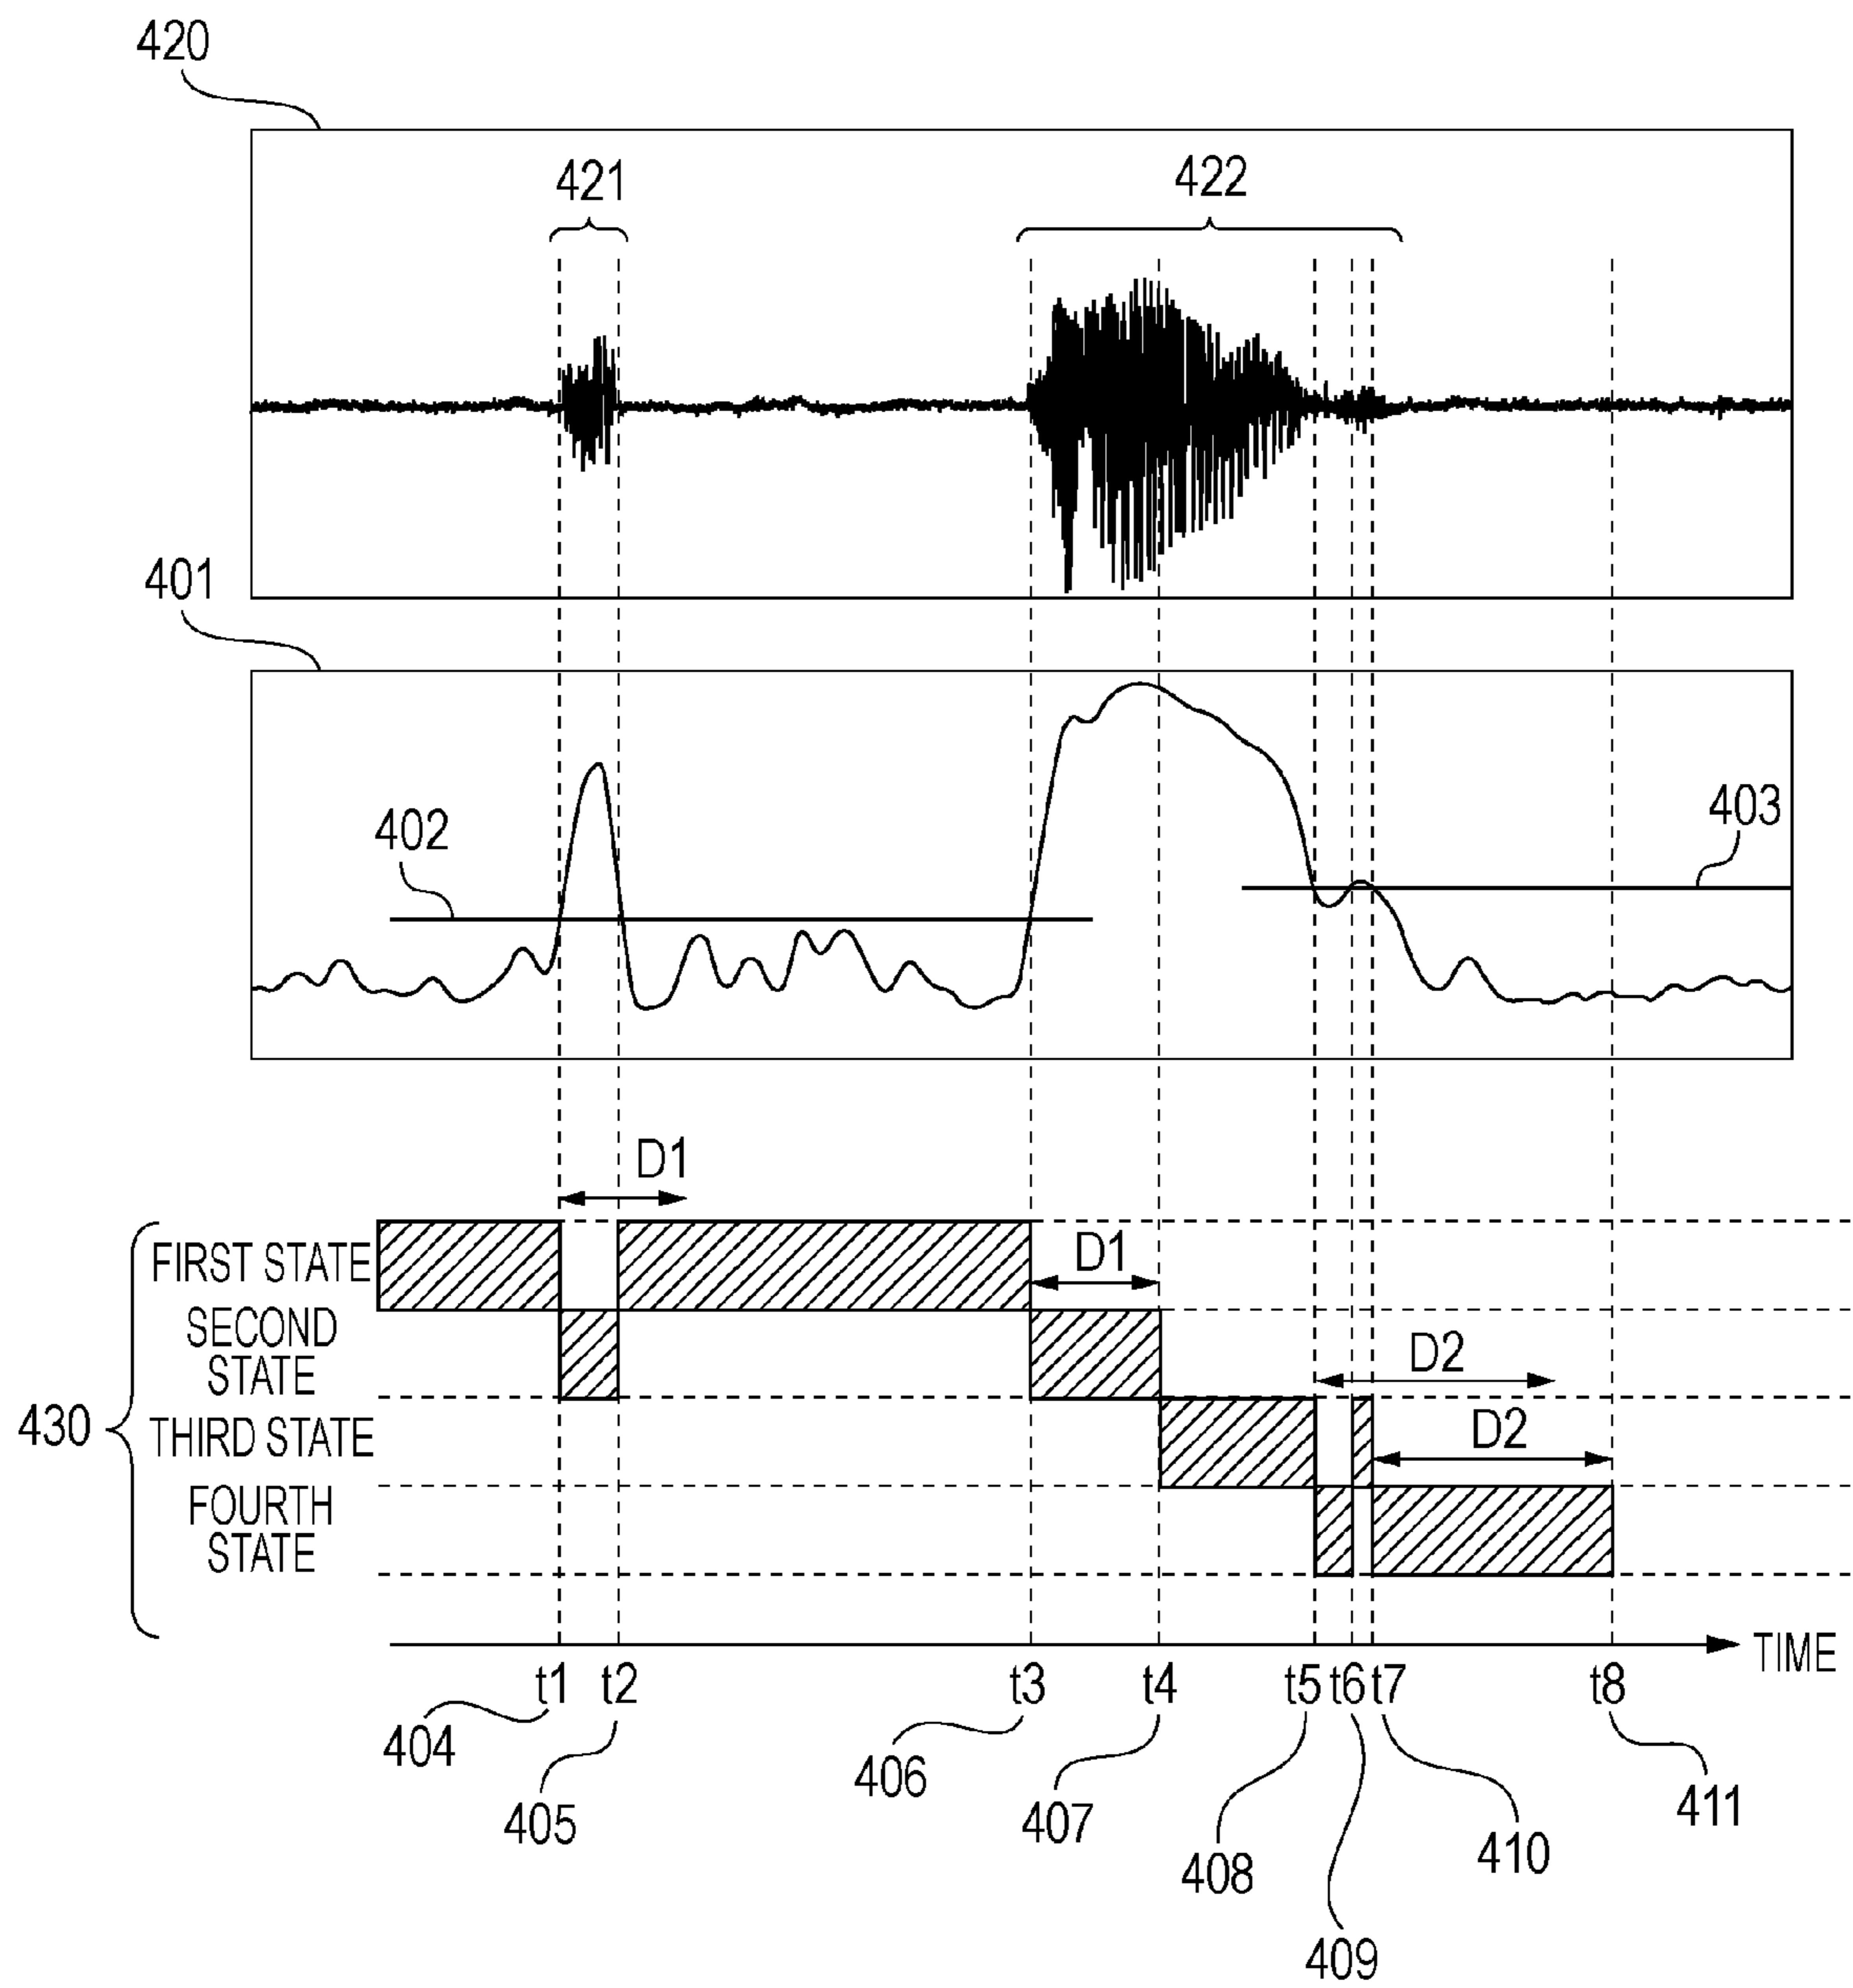 420
421
422
401
402
403
D1
FIRST STATE
D1
SECOND
STATE
D2
430
THIRD STATE
D2
FOURTH
STATE
TIME
t1 t2 t3 t4 t5 t6 t7 t8
404
405
406
407
408
409
410
411